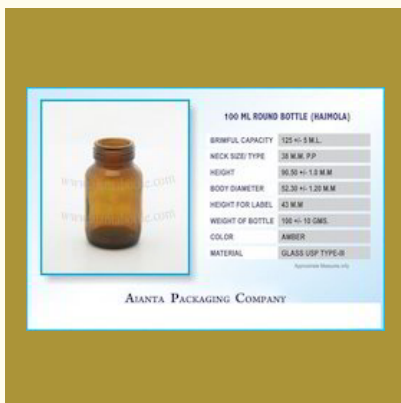 100 ML ROUND BOTTLE (HAIMOLA)
BRIMFUL CAPACITY 125 +/- 5 M.L.
NECK SIZE/ TYPE 38 M.M. P.P
HEIGHT 90.50 +/- 1.0 M.M
BODY DIAMETER 52.30 +/- 1.20 M.M
HEIGHT FOR LABEL 43 M.M
WEIGHT OF BOTTLE 100 +/- 10 GMS.
COLOR AMBER
MATERIAL GLASS USP TYPE-III
AJANTA PACKAGING COMPANY